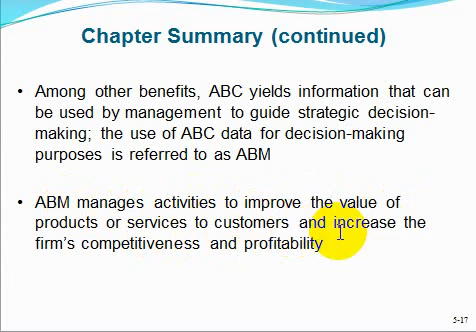 Chapter Summary (continued)
• Among other benefits, ABC yields information that can
be used by management to guide strategic decision-
making; the use of ABC data for decision-making
purposes is referred to as ABM
• ABM manages activities to improve the value of
products or services to customers and increase the
firm's competitiveness and profitability
5-17